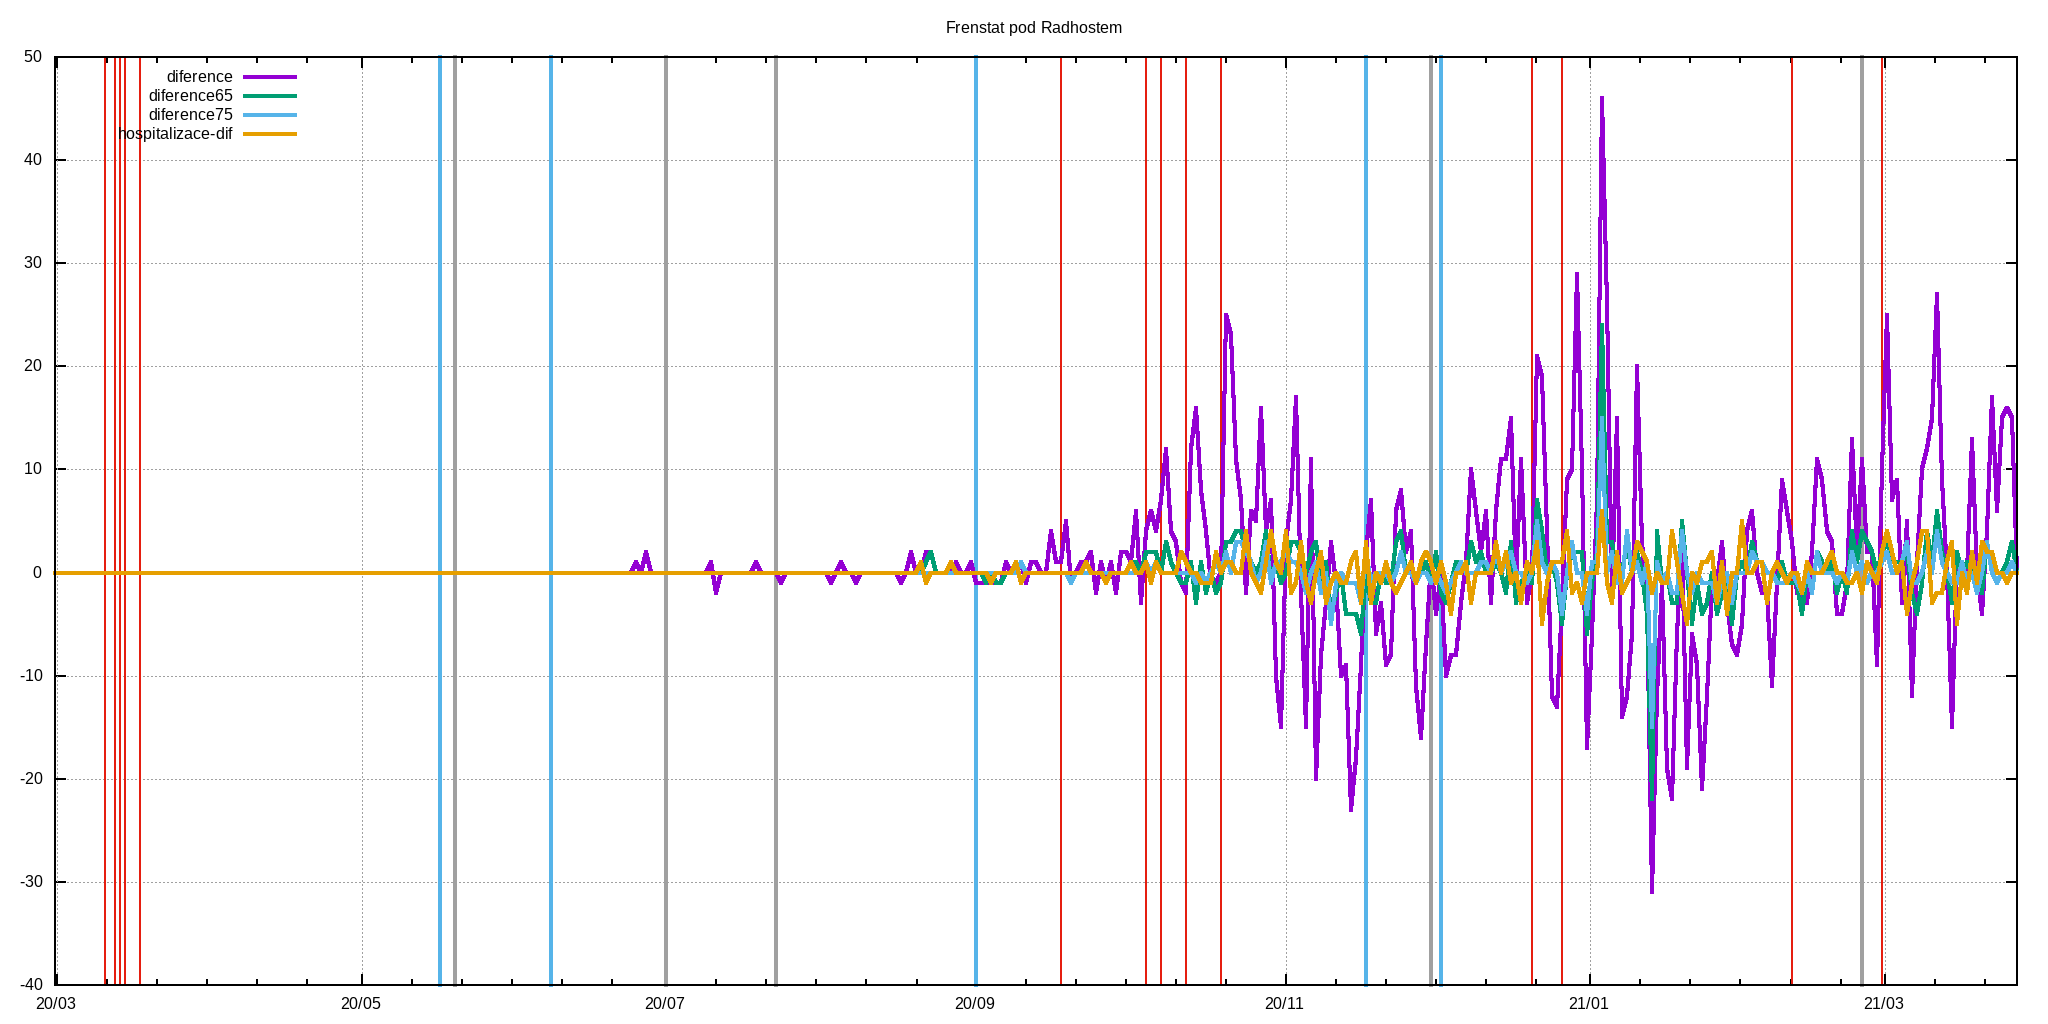 Frenstat pod Radhostem
50
40
30
20
10
0
-10
-20
-30
-40
diference
diference65
diference75
hospitalizace-dif
20/03 20/05 20/07 20/09 20/11 21/01 21/03